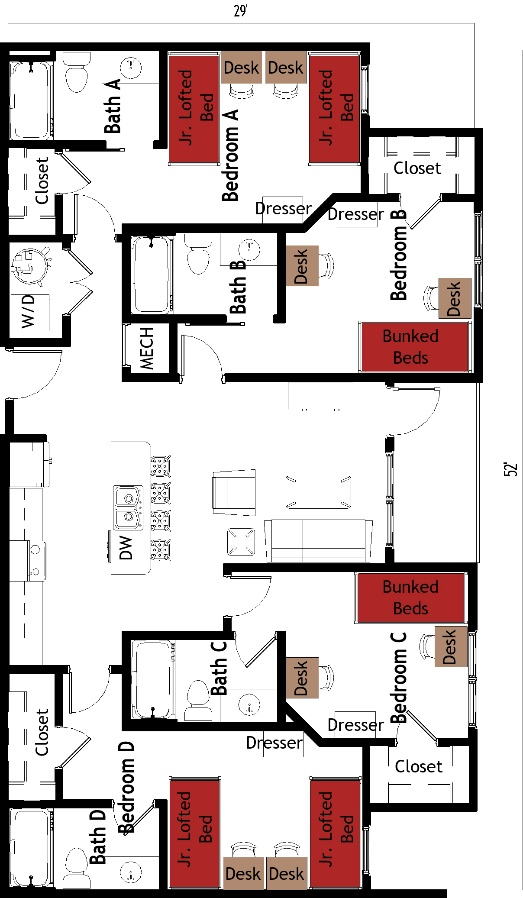 29'
Desk
Desk
Bath A
Jr. Lofted
Bed
Bedroom A
Jr. Lofted
Bed
Closet
Closet
Dresser
Dresser
Bedroom B
Desk
Bath B
Desk
W/D
MECH
Bunked
Beds
52'
DW
Bunked
Beds
Desk
Bath C
Desk
Bedroom C
Closet
Dresser
Dresser
Closet
Bedroom D
Bath D
Jr. Lofted
Bed
Jr. Lofted
Bed
Desk
Desk